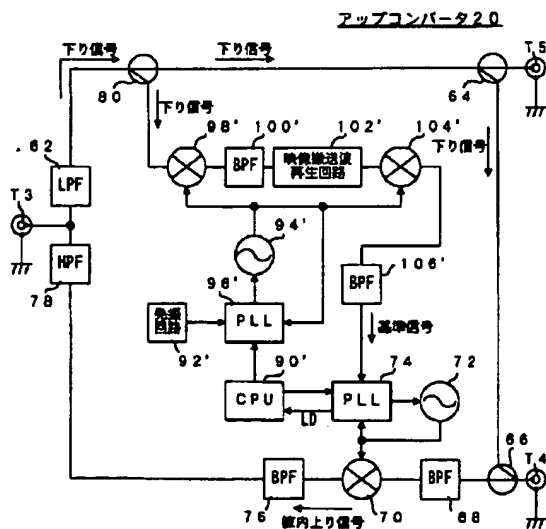 アップコンバータ20
下り信号
下り信号
T5
80
64
下り信号
98'
100'
102'
104'
下り信号
.62
BPF
映像搬送波
再生回路
LPF
T3
94'
106'
HPF
BPF
78
96'
発振
回路
PLL
基準信号
92'
90'
74
72
CPU
PLL
LD
66
T4
BPF
BPF
76
70
68
館内上り信号